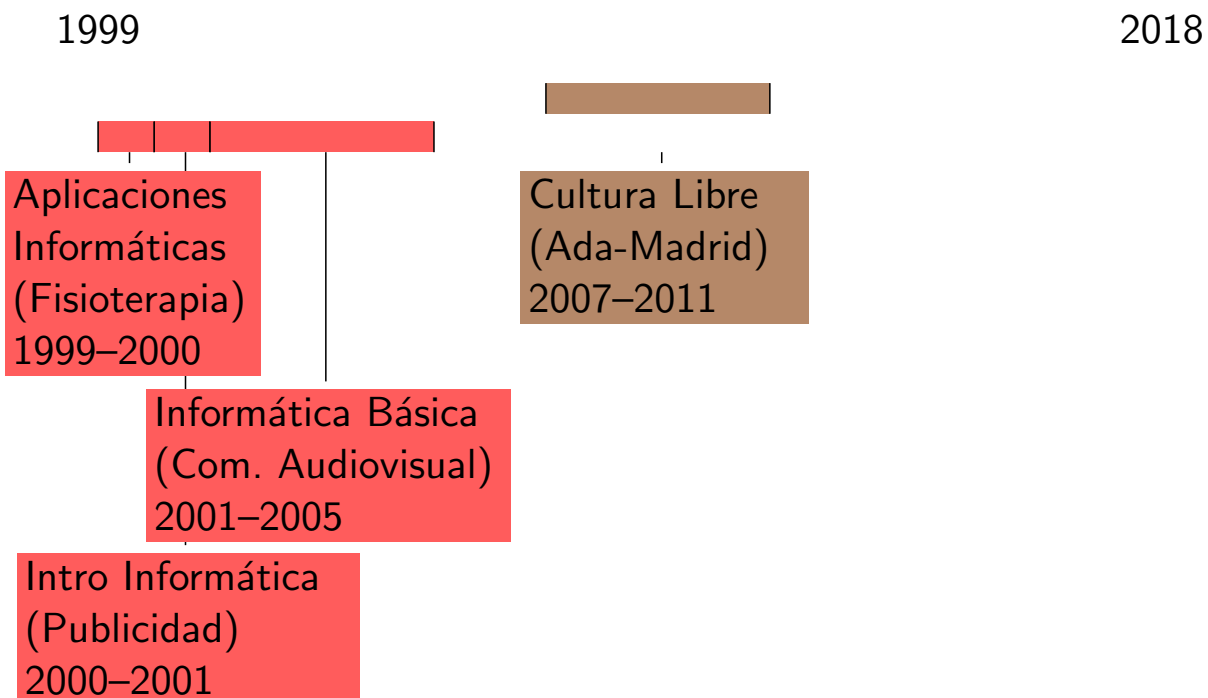 1999
2018
Aplicaciones
Informáticas
(Fisioterapia)
1999–2000
Cultura Libre
(Ada-Madrid)
2007–2011
Informática Básica
(Com. Audiovisual)
2001–2005
Intro Informática
(Publicidad)
2000–2001